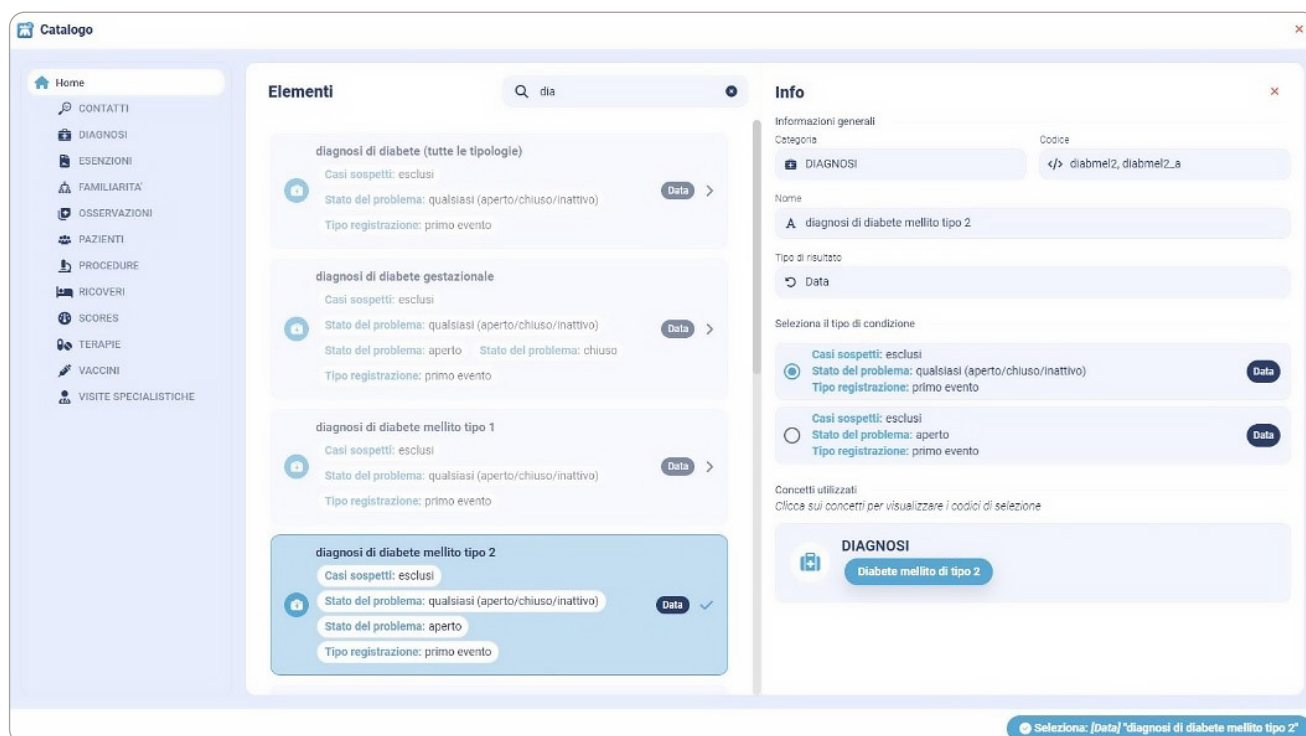 Catalogo
Home
CONTATTI
DIAGNOSI
ESENZIONI
FAMILIARITA'
OSSERVAZIONI
PAZIENTI
PROCEDURE
RICOVERI
SCORES
TERAPIE
VACCINI
VISITE SPECIALISTICHE
Elementi
dia
diagnosi di diabete (tutte le tipologie)
Casi sospetti: esclusi
Stato del problema: qualsiasi (aperto/chiuso/inattivo)
Tipo registrazione: primo evento
Data
diagnosi di diabete gestazionale
Casi sospetti: esclusi
Stato del problema: qualsiasi (aperto/chiuso/inattivo)
Stato del problema: aperto Stato del problema: chiuso
Tipo registrazione: primo evento
Data
diagnosi di diabete mellito tipo 1
Casi sospetti: esclusi
Stato del problema: qualsiasi (aperto/chiuso/inattivo)
Tipo registrazione: primo evento
Data
diagnosi di diabete mellito tipo 2
Casi sospetti: esclusi
Stato del problema: qualsiasi (aperto/chiuso/inattivo)
Stato del problema: aperto
Tipo registrazione: primo evento
Data
Info
Informazioni generali
Categoria
DIAGNOSI
Codice
</> diabmel2, diabmel2_a
Nome
A diagnosi di diabete mellito tipo 2
Tipo di risultato
Data
Seleziona il tipo di condizione
Casi sospetti: esclusi
Stato del problema: qualsiasi (aperto/chiuso/inattivo)
Tipo registrazione: primo evento
Data
Casi sospetti: esclusi
Stato del problema: aperto
Tipo registrazione: primo evento
Data
Concetti utilizzati
Clicca sui concetti per visualizzare i codici di selezione
DIAGNOSI
Diabete mellito di tipo 2
Seleziona: [Data] "diagnosi di diabete mellito tipo 2"